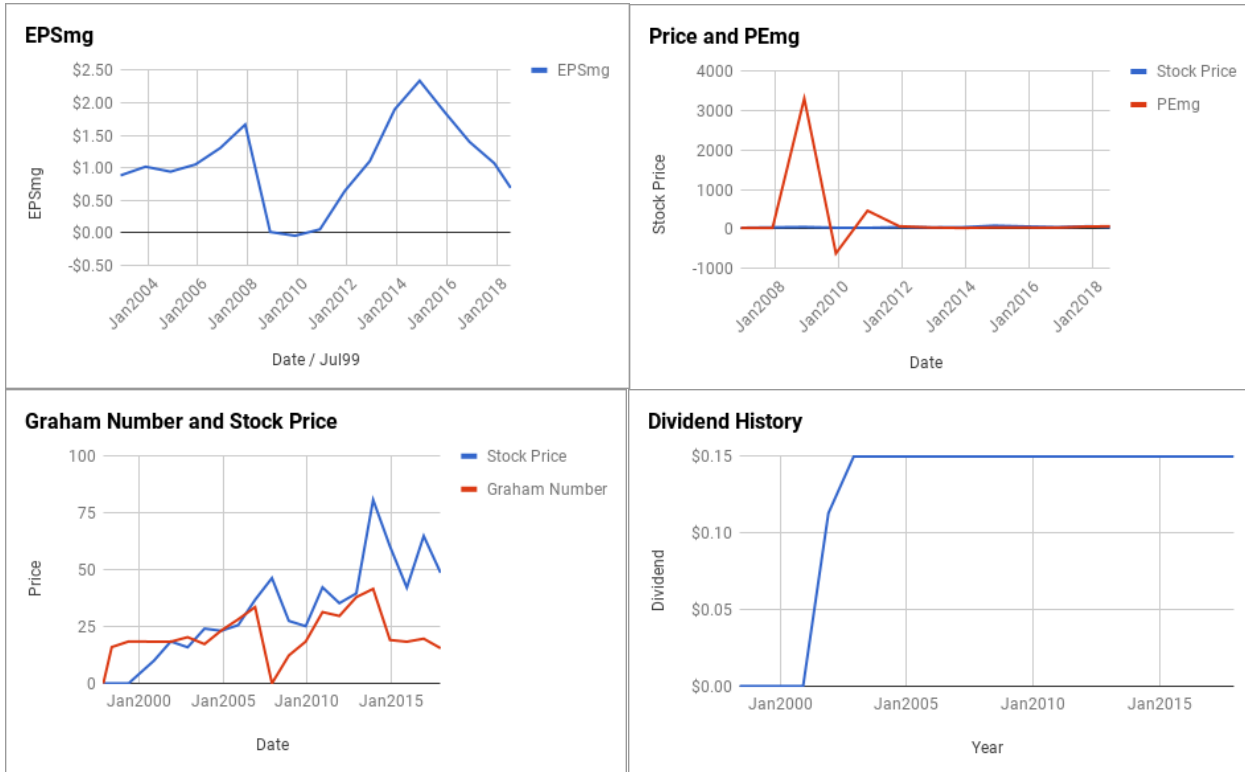 EPSmg
EPSmg
$2.50
$2.00
$1.50
$1.00
$0.50
$0.00
-$0.50
EPSmg
Jan2004
Jan2006
Jan2008
Jan2010
Jan2012
Jan2014
Jan2016
Jan2018
Date / Jul99
Price and PEmg
Stock Price
PEmg
4000
3000
2000
1000
0
-1000
Stock Price
Jan2008
Jan2010
Jan2012
Jan2014
Jan2016
Jan2018
Date
Graham Number and Stock Price
Stock Price
Graham Number
100
75
50
25
0
Price
Jan2000
Jan2005
Jan2010
Jan2015
Date
Dividend History
$0.15
$0.10
$0.05
$0.00
Dividend
Jan2000
Jan2005
Jan2010
Jan2015
Year